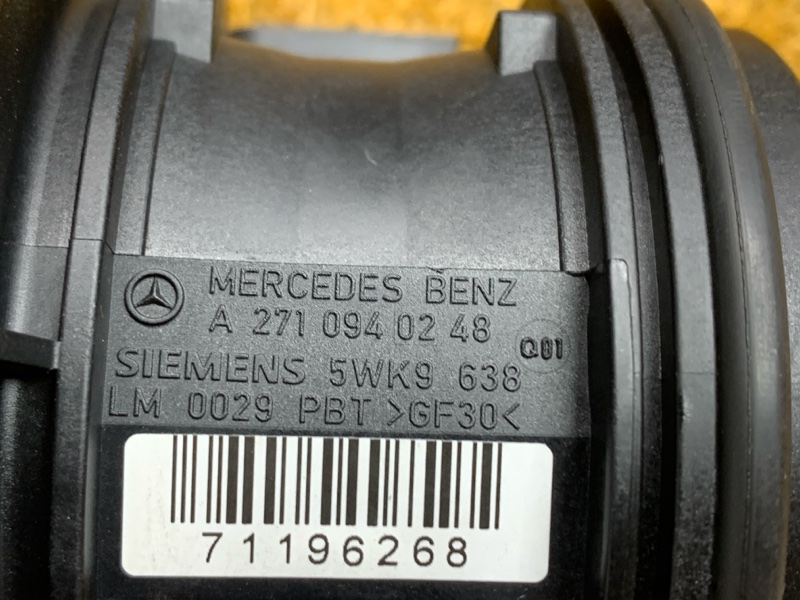 MERCEDES BENZ
A 271 094 02 48
Q01
SIEMENS 5WK9 638
LM 0029 PBT >GF30<
71196268